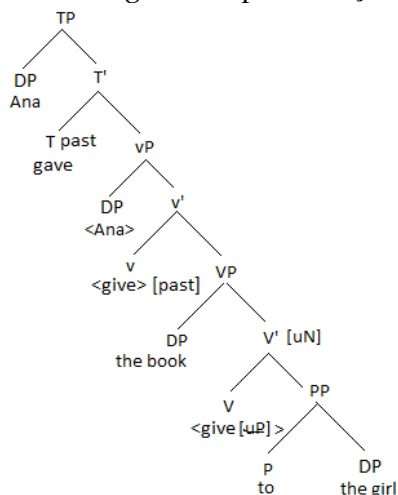 TP
DP T'
Ana
T past vP
gave
DP v'
<Ana>
v VP
<give> [past]
DP V' [uN]
the book
V PP
<give [uP] >
P DP
to the girl